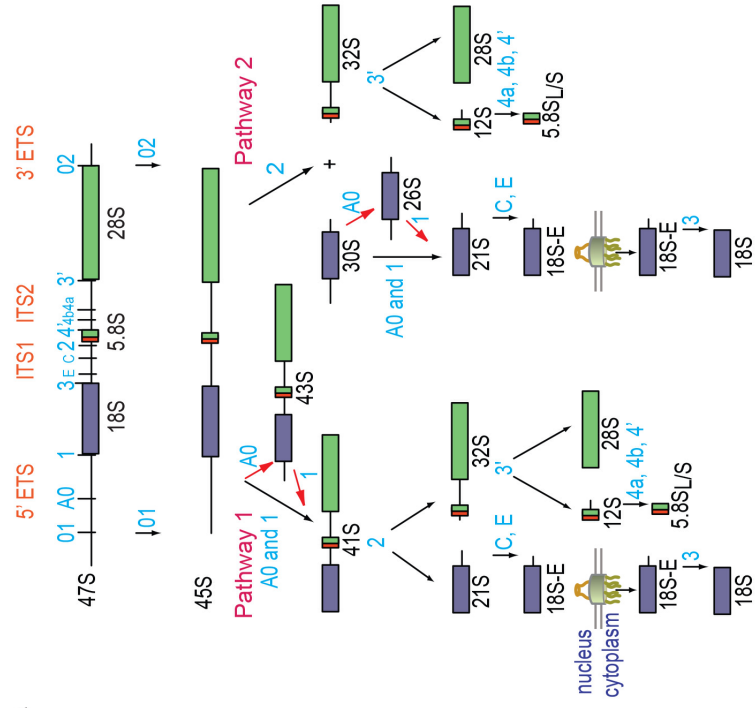 5' ETS ITS1 ITS2 3' ETS
01 A0 1 3 E C 2 4' 4b 4a 3' 02
47S
18S 5.8S 28S
01 02
45S
Pathway 1
A0 and 1
A0
1
43S
41S
2
21S
32S
C, E
3'
18S-E
12S
28S
4a, 4b, 4'
5.8SL/S
nucleus
cytoplasm
18S-E
3
18S
Pathway 2
2
30S
+
32S
A0
26S
1
A0 and 1
3'
21S
12S
28S
C, E
4a, 4b, 4'
18S-E
5.8SL/S
18S-E
3
18S